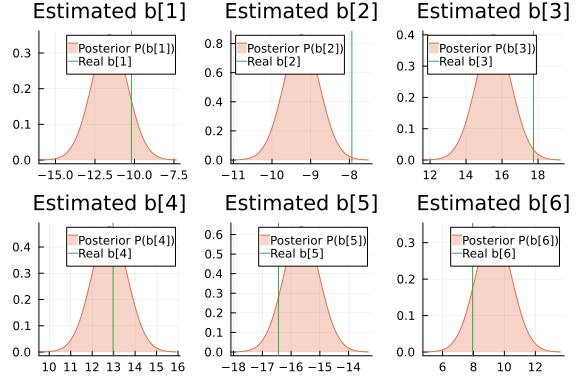 Estimated b[1]
Posterior P(b[1])
Real b[1]
0.3
0.2
0.1
0.0
−15.0 −12.5 −10.0 −7.5
Estimated b[2]
Posterior P(b[2])
Real b[2]
0.8
0.6
0.4
0.2
0.0
−11 −10 −9 −8
Estimated b[3]
Posterior P(b[3])
Real b[3]
0.4
0.3
0.2
0.1
0.0
12 14 16 18
Estimated b[4]
Posterior P(b[4])
Real b[4]
0.4
0.3
0.2
0.1
0.0
10 11 12 13 14 15 16
Estimated b[5]
Posterior P(b[5])
Real b[5]
0.6
0.5
0.4
0.3
0.2
0.1
0.0
−18 −17 −16 −15 −14
Estimated b[6]
Posterior P(b[6])
Real b[6]
0.3
0.2
0.1
0.0
6 8 10 12